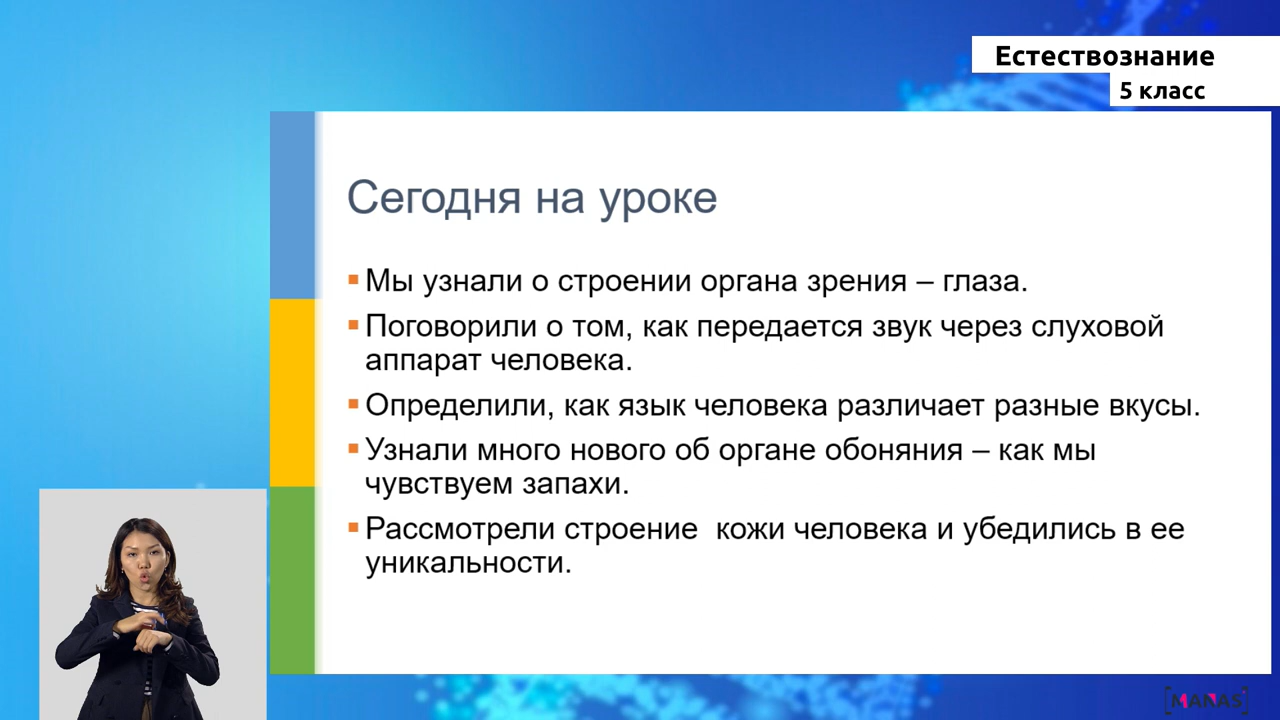 Естествознание
5 класс
Сегодня на уроке
Мы узнали о строении органа зрения – глаза.
Поговорили о том, как передается звук через слуховой
аппарат человека.
Определили, как язык человека различает разные вкусы.
Узнали много нового об органе обоняния – как мы
чувствуем запахи.
Рассмотрели строение кожи человека и убедились в ее
уникальности.
[MANAS]